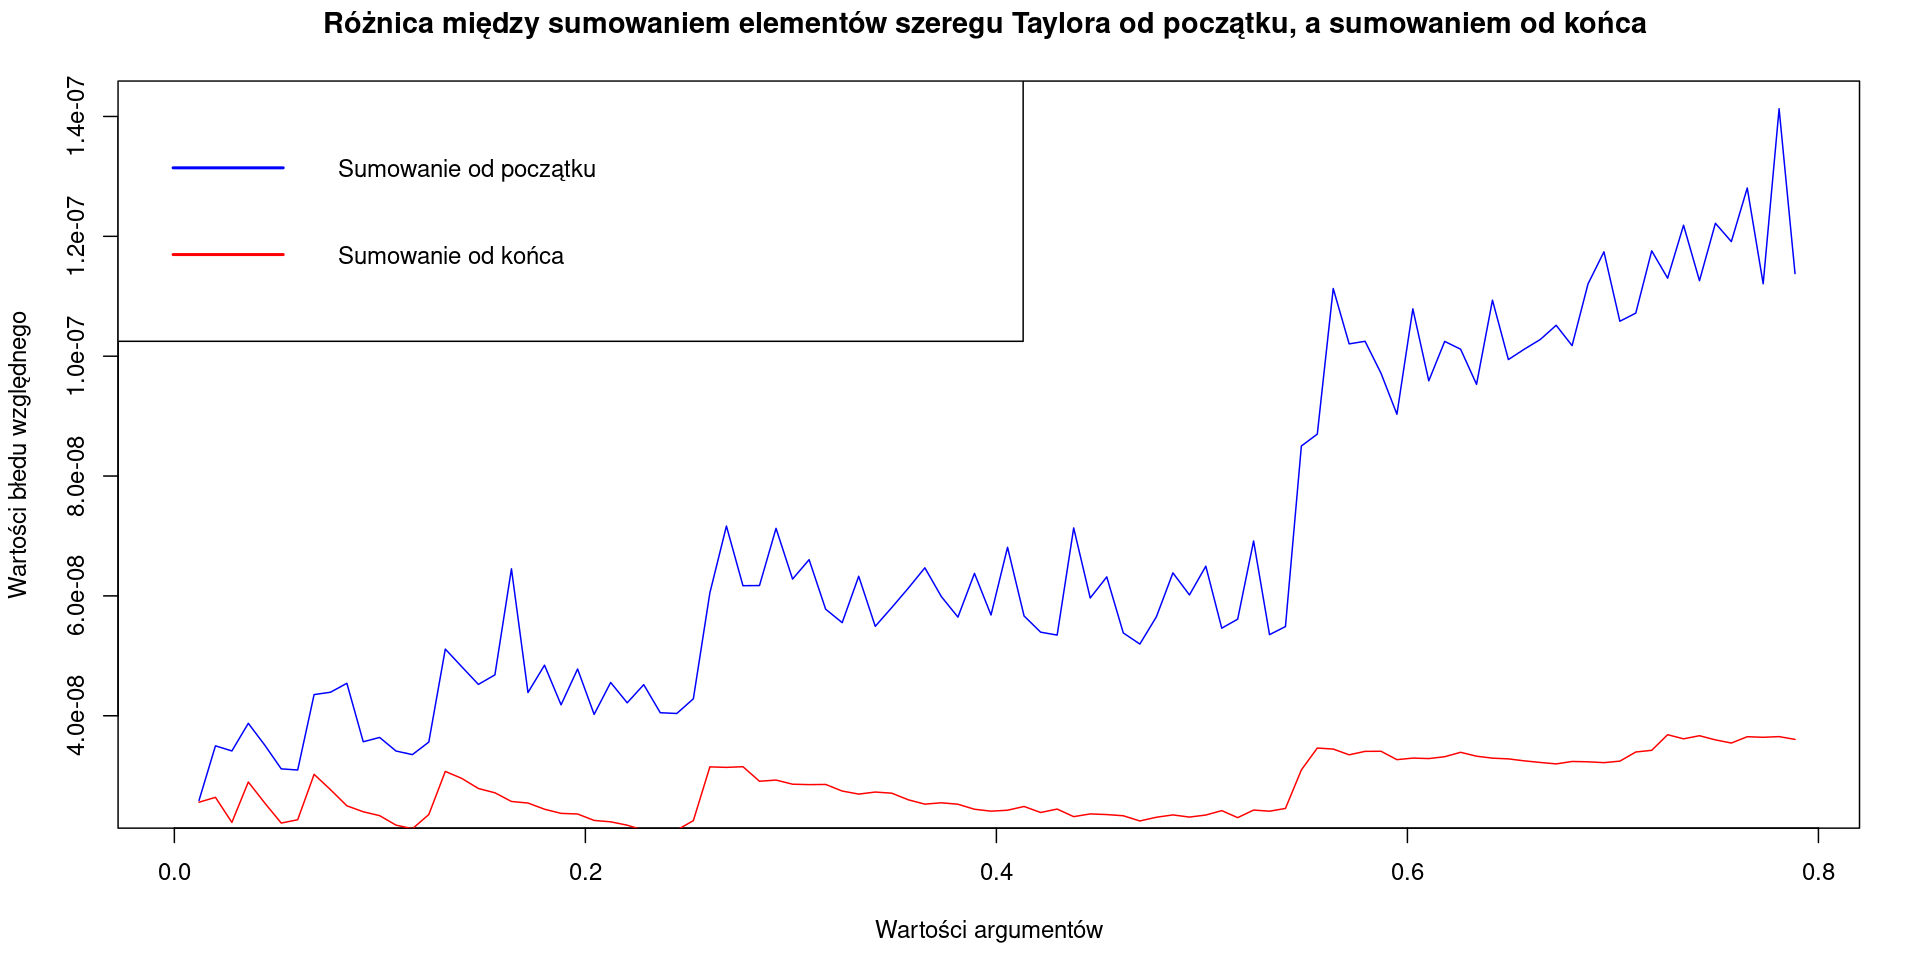 Różnica między sumowaniem elementów szeregu Taylora od początku, a sumowaniem od końca
Sumowanie od początku
Sumowanie od końca
Wartości błedu względnego
1.4e-07
1.2e-07
1.0e-07
8.0e-08
6.0e-08
4.0e-08
0.0 0.2 0.4 0.6 0.8
Wartości argumentów